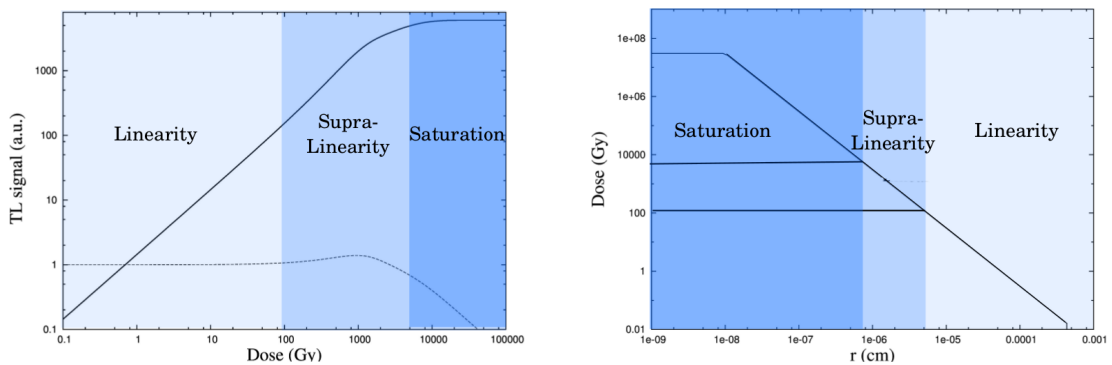 1000
100
10
1
0.1
TL signal (a.u.)
Linearity
Supra-
Linearity
Saturation
0.1
1
10
100
1000
10000
100000
Dose (Gy)
1e+08
1e+06
10000
100
1
0.01
Dose (Gy)
Saturation
Supra-
Linearity
Linearity
1e-09
1e-08
1e-07
1e-06
1e-05
0.0001
0.001
r (cm)